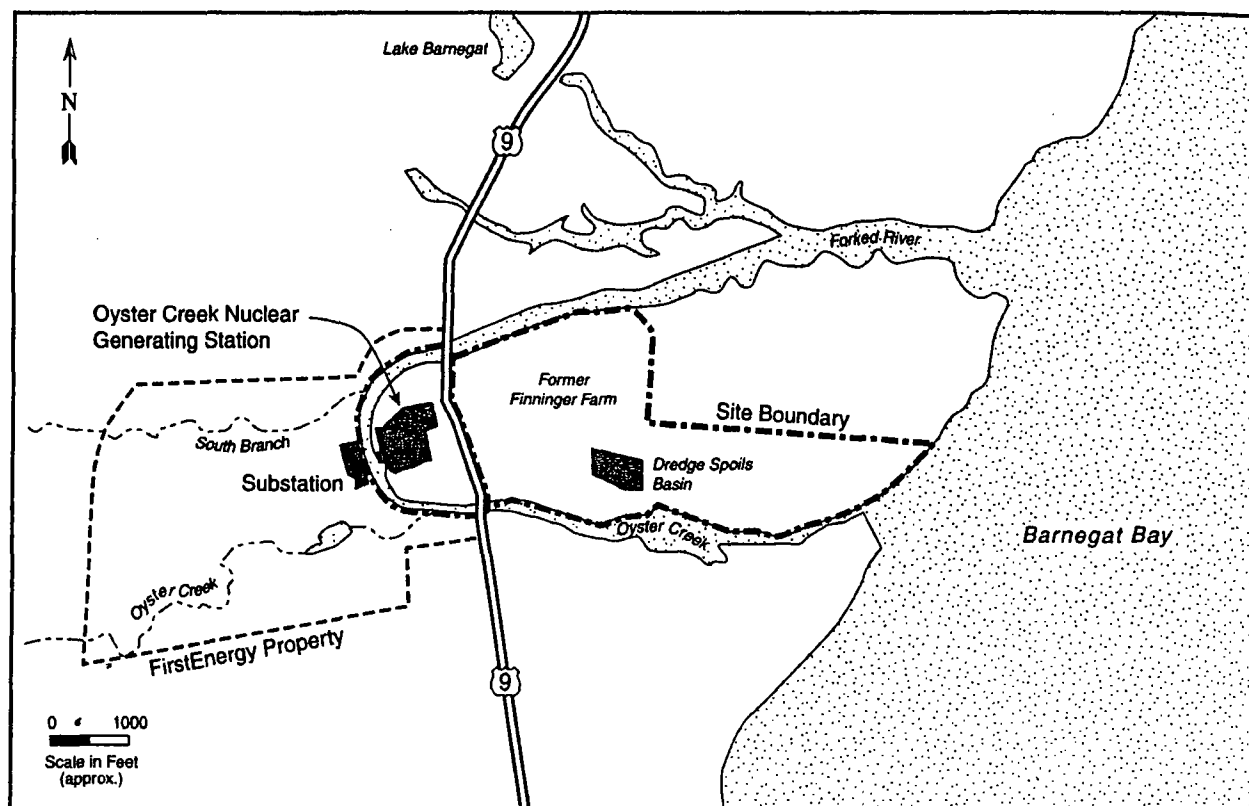 Lake Barnegat
N
9
Forked River
Oyster Creek Nuclear
Generating Station
Former
Finninger Farm
Site Boundary
South Branch
Substation
Dredge Spoils
Basin
Oyster Creek
Barnegat Bay
Oyster Creek
FirstEnergy Property
9
0 1000
Scale in Feet
(approx.)